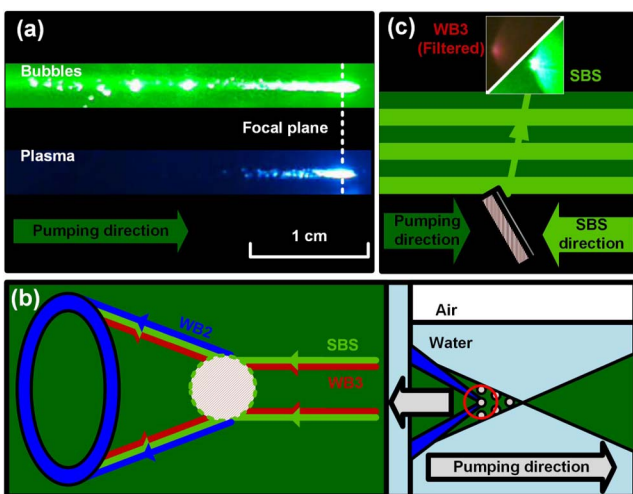 (a)
Bubbles
Focal plane
Plasma
Pumping direction
1 cm
(c)
WB3
(Filtered)
SBS
Pumping
direction
SBS
direction
(b)
WB2
SBS
WB3
Air
Water
Pumping direction